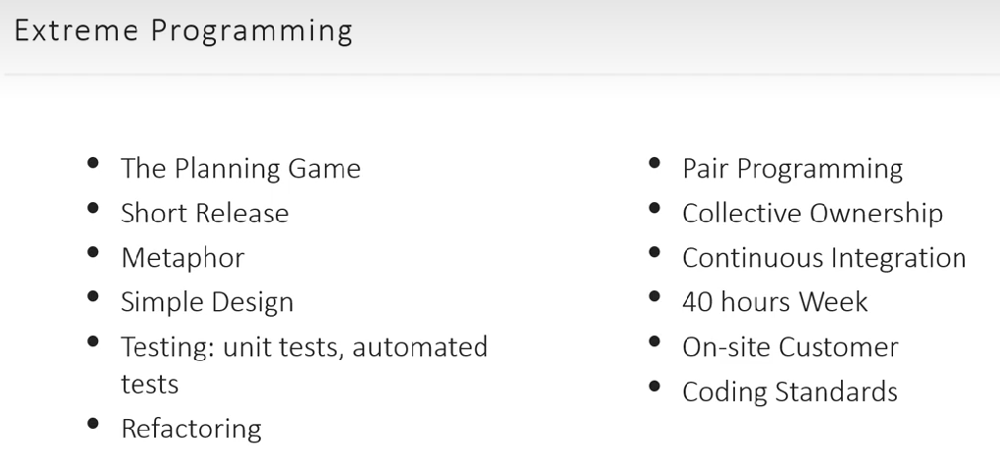 Extreme Programming
• The Planning Game
• Short Release
• Metaphor
• Simple Design
• Testing: unit tests, automated
tests
• Refactoring
• Pair Programming
• Collective Ownership
• Continuous Integration
• 40 hours Week
• On-site Customer
• Coding Standards